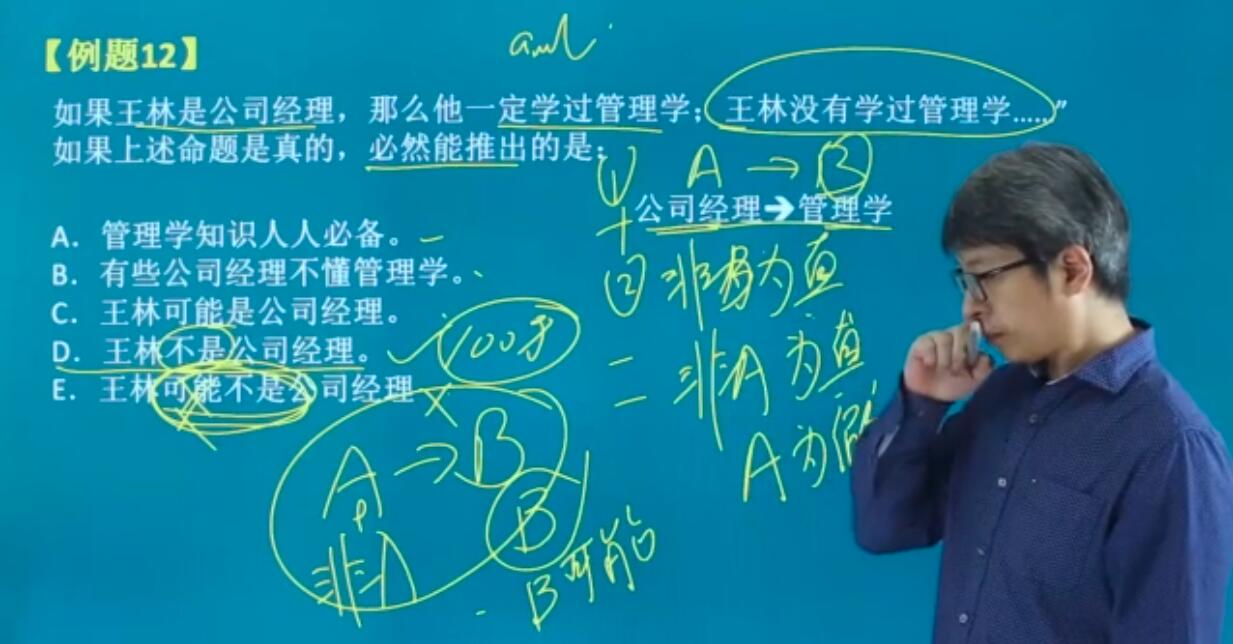 【例题12】
如果王林是公司经理，那么他一定学过管理学；王林没有学过管理学.....”
如果上述命题是真的，必然能推出的是：
① A → B
+ 公司经理➔管理学
A．管理学知识人人必备。
② 非B为真
B．有些公司经理不懂管理学。
C．王林可能是公司经理。
D．王林不是公司经理。
100%
= 非A 为真
E．王林可能不是公司经理
A 为假
A → B
B
非A
B可能